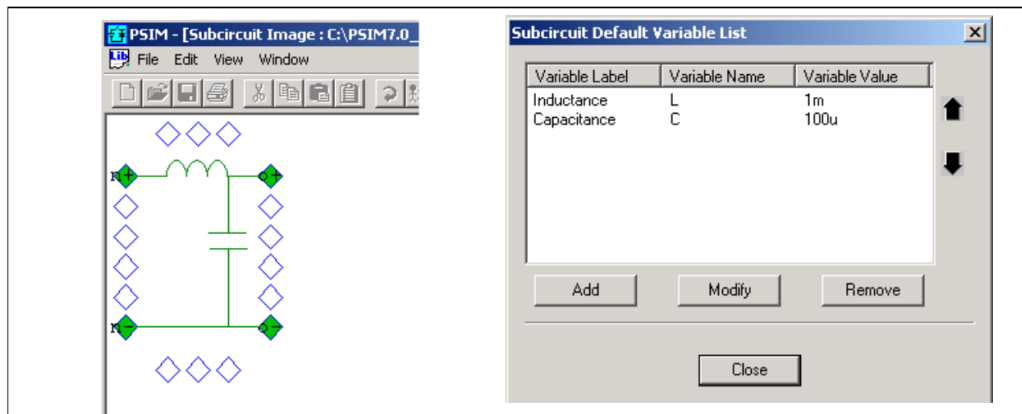 PSIM - [Subcircuit Image : C:\PSIM7.0_
Lib File Edit View Window
n+
o+
n-
o-
Subcircuit Default Variable List
Variable Label Variable Name Variable Value
Inductance L 1m
Capacitance C 100u
Add Modify Remove
Close